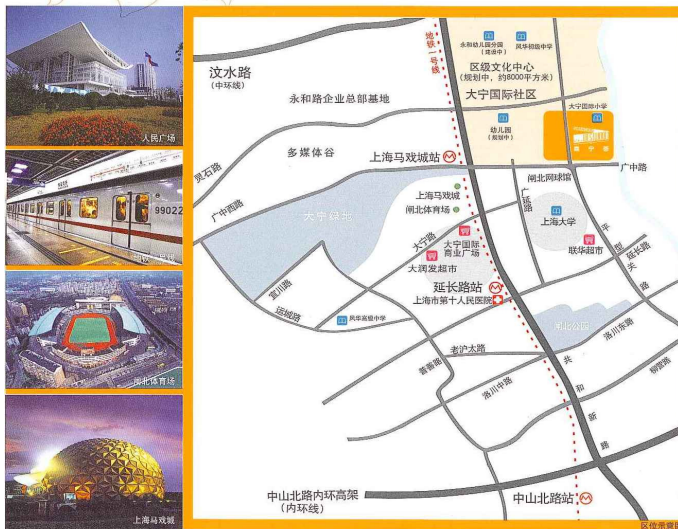 人民广场
99022
闸北体育场
上海马戏城
汶水路
(中环线)
地铁一号线
永和幼儿园分园
(建设中)
风华初级中学
区级文化中心
(规划中,约8000平方米)
大宁国际社区
永和路企业总部基地
大宁国际小学
幼儿园
(规划中)
多媒体谷
上海马戏城站
灵石路
广中路
广中西路
上海马戏城
闸北体育场
大宁绿地
闸北网球馆
广延路
上海大学
平型关路
大宁路
大宁国际
商业广场
大润发超市
联华超市
延长路
宜川路
延长路站
上海市第十人民医院
运城路
风华高级中学
闸北公园
洛川东路
老沪太路
普善路
洛川中路
柳营路
共和新路
中山北路内环高架
(内环线)
中山北路站
区位示意图